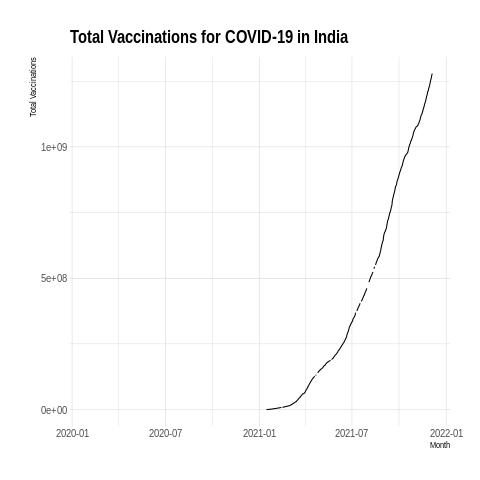 Total Vaccinations for COVID-19 in India
Total Vaccinations
1e+09
5e+08
0e+00
2020-01 2020-07 2021-01 2021-07 2022-01
Month